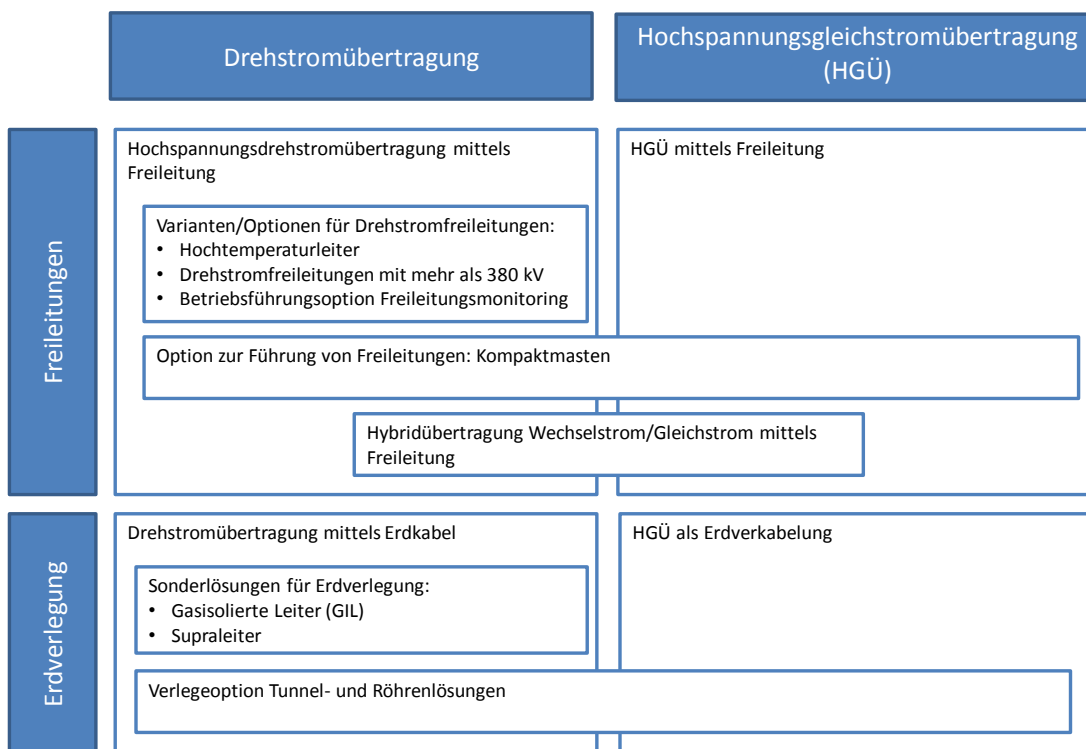 Drehstromübertragung
Hochspannungsgleichstromübertragung
(HGÜ)
Freileitungen
Hochspannungsdrehstromübertragung mittels
Freileitung
HGÜ mittels Freileitung
Varianten/Optionen für Drehstromfreileitungen:
• Hochtemperaturleiter
• Drehstromfreileitungen mit mehr als 380 kV
• Betriebsführungsoption Freileitungsmonitoring
Option zur Führung von Freileitungen: Kompaktmasten
Hybridübertragung Wechselstrom/Gleichstrom mittels
Freileitung
Erdverlegung
Drehstromübertragung mittels Erdkabel
HGÜ als Erdverkabelung
Sonderlösungen für Erdverlegung:
• Gasisolierte Leiter (GIL)
• Supraleiter
Verlegeoption Tunnel- und Röhrenlösungen